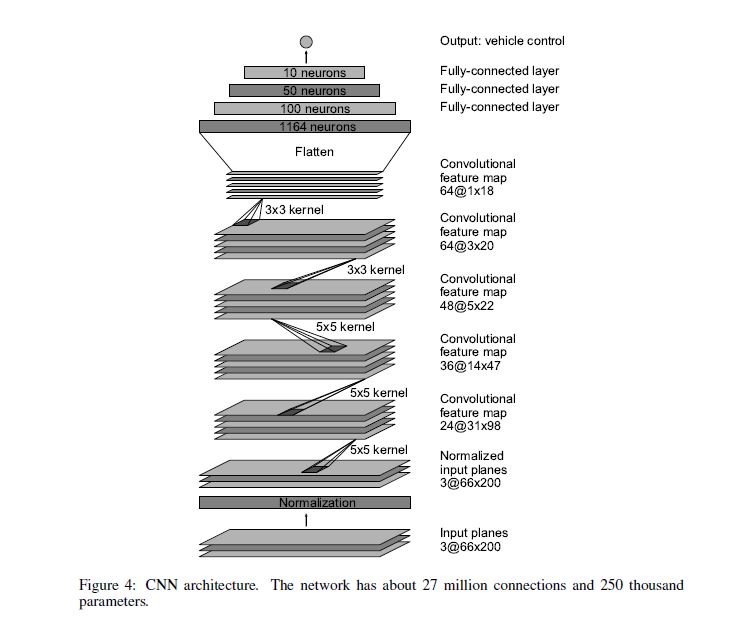 Output: vehicle control
10 neurons
Fully-connected layer
50 neurons
Fully-connected layer
100 neurons
Fully-connected layer
1164 neurons
Flatten
Convolutional
feature map
64@1x18
3x3 kernel
Convolutional
feature map
64@3x20
3x3 kernel
Convolutional
feature map
48@5x22
5x5 kernel
Convolutional
feature map
36@14x47
5x5 kernel
Convolutional
feature map
24@31x98
5x5 kernel
Normalized
input planes
3@66x200
Normalization
Input planes
3@66x200
Figure 4: CNN architecture. The network has about 27 million connections and 250 thousand
parameters.